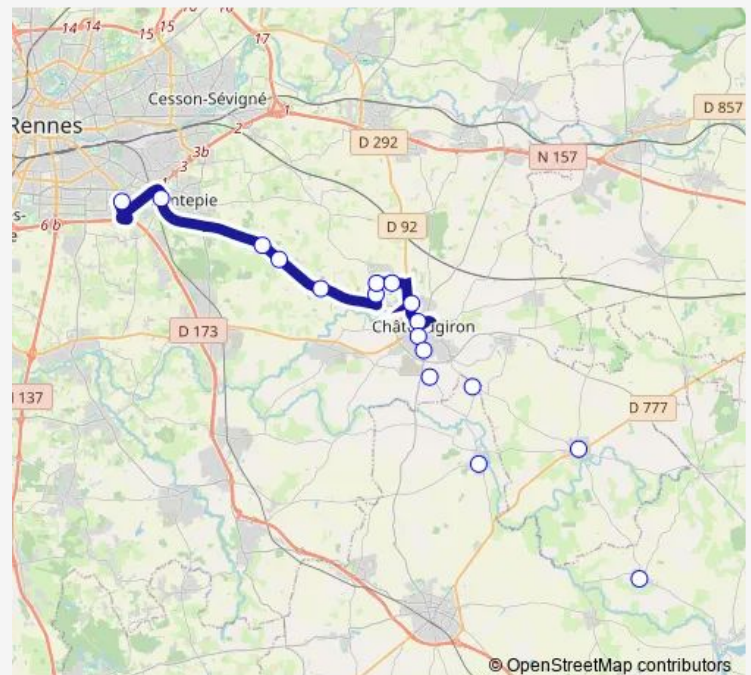 14 14
15
15
16
17
Cesson-Sévigné
1
2
D 857
Rennes
3b
3
D 292
N 157
ntepie
6 b
D 92
D 173
Chât giron
137
D 777
© OpenStreetMap contributors